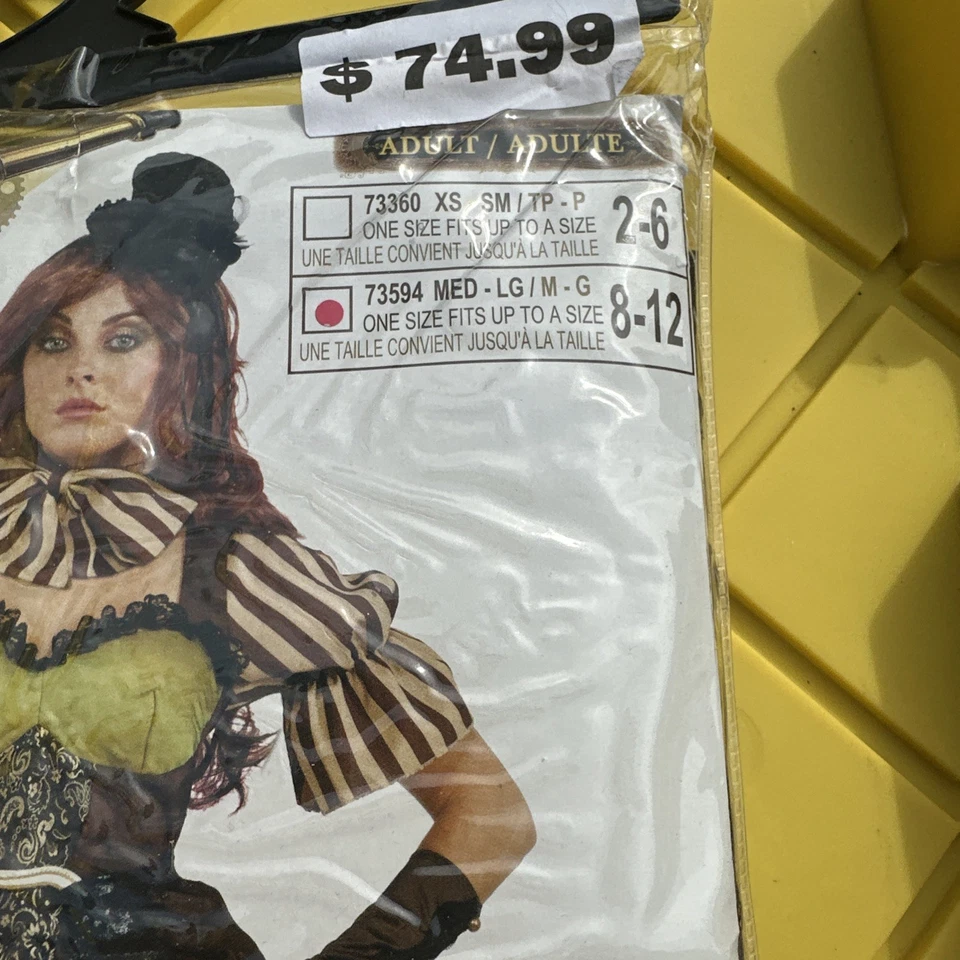 $ 74.99
ADULT / ADULTE
73360 XS - SM / TP - P
ONE SIZE FITS UP TO A SIZE 2-6
UNE TAILLE CONVIENT JUSQU'À LA TAILLE
73594 MED - LG / M - G
ONE SIZE FITS UP TO A SIZE 8-12
UNE TAILLE CONVIENT JUSQU'À LA TAILLE